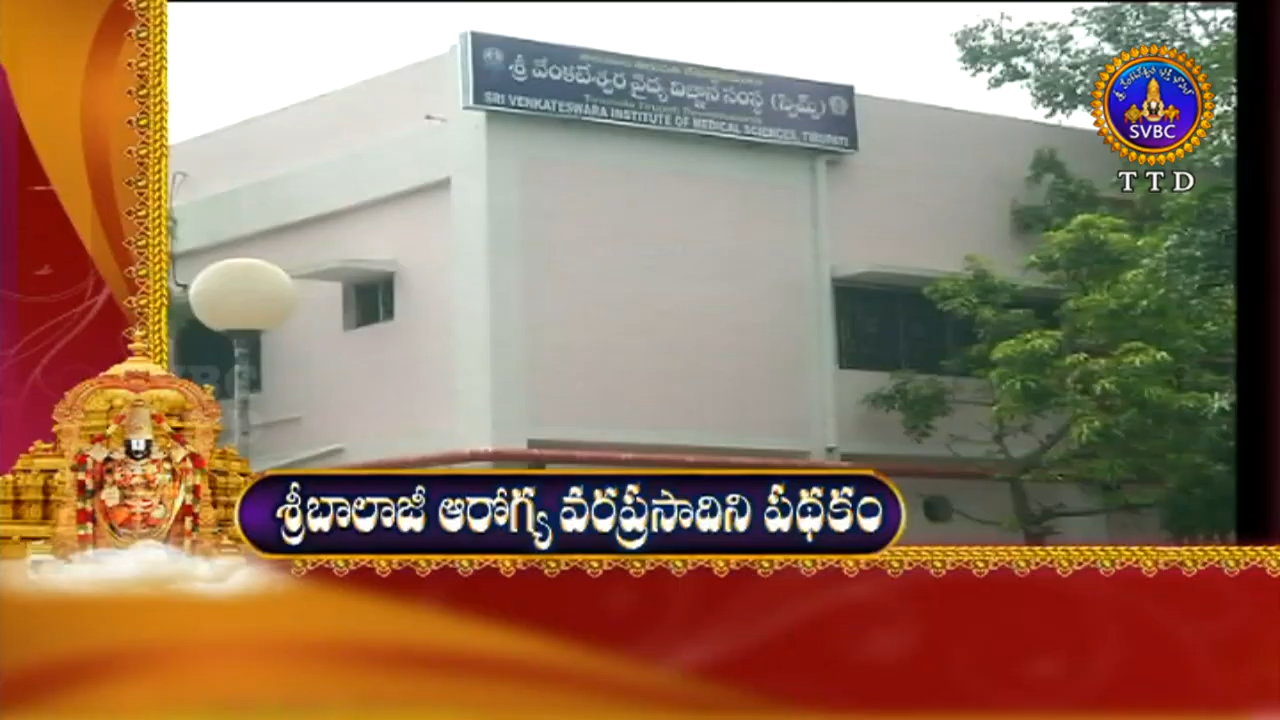 శ్రీ వేంకటేశ్వర వైద్య విజ్ఞాన సంస్థ (స్విమ్స్)
SRI VENKATESWARA INSTITUTE OF MEDICAL SCIENCES, TIRUPATI
SVBC
TTD
శ్రీబాలాజీ ఆరోగ్య వరప్రసాదిని పథకం